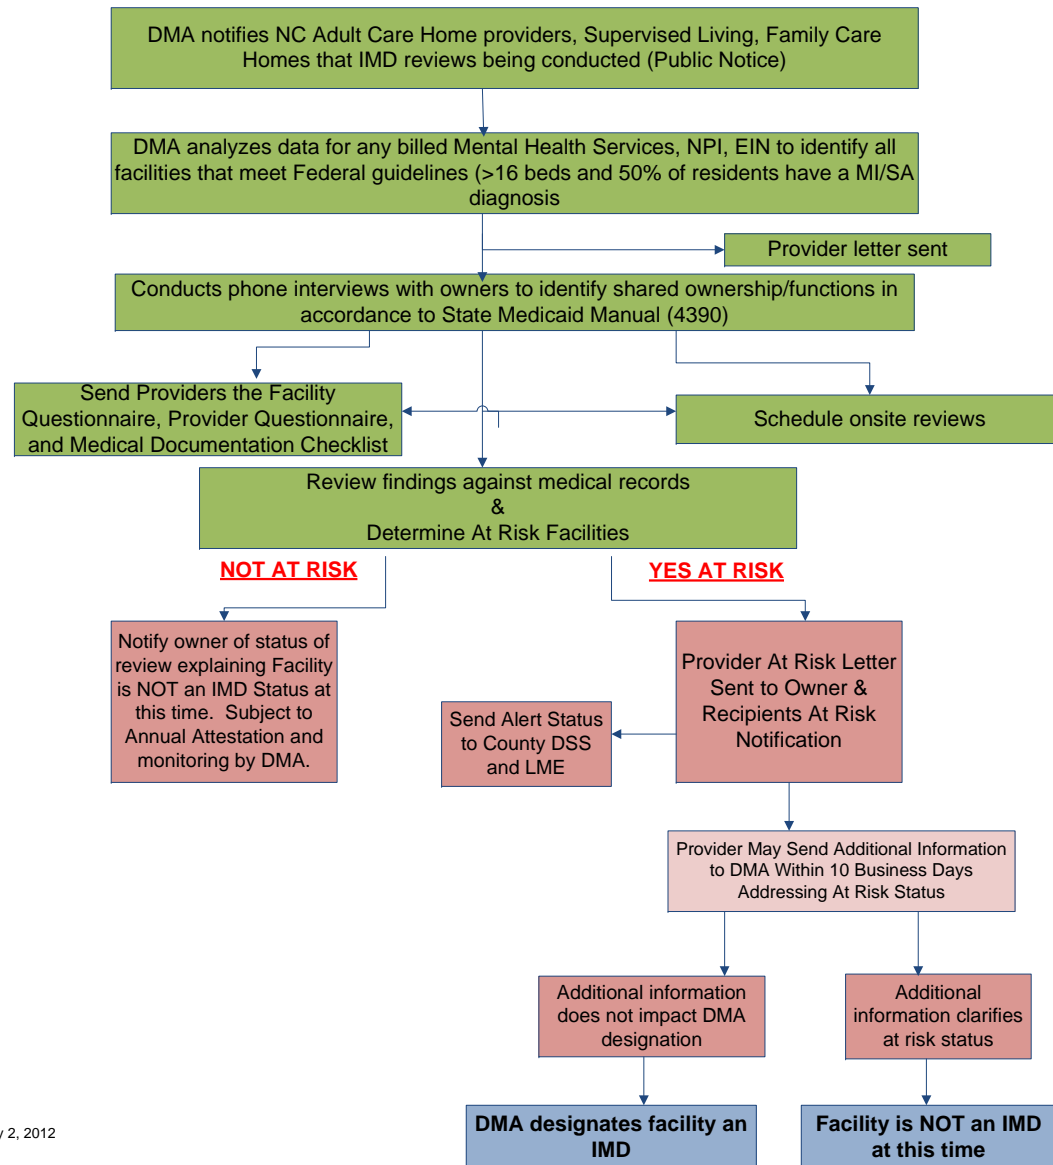 DMA notifies NC Adult Care Home providers, Supervised Living, Family Care
Homes that IMD reviews being conducted (Public Notice)
DMA analyzes data for any billed Mental Health Services, NPI, EIN to identify all
facilities that meet Federal guidelines (>16 beds and 50% of residents have a MI/SA
diagnosis
Provider letter sent
Conducts phone interviews with owners to identify shared ownership/functions in
accordance to State Medicaid Manual (4390)
Send Providers the Facility
Questionnaire, Provider Questionnaire,
and Medical Documentation Checklist
Schedule onsite reviews
Review findings against medical records
&
Determine At Risk Facilities
NOT AT RISK
YES AT RISK
Notify owner of status of
review explaining Facility
is NOT an IMD Status at
this time. Subject to
Annual Attestation and
monitoring by DMA.
Provider At Risk Letter
Sent to Owner &
Recipients At Risk
Notification
Send Alert Status
to County DSS
and LME
Provider May Send Additional Information
to DMA Within 10 Business Days
Addressing At Risk Status
Additional information
does not impact DMA
designation
Additional
information clarifies
at risk status
DMA designates facility an
IMD
Facility is NOT an IMD
at this time
2, 2012